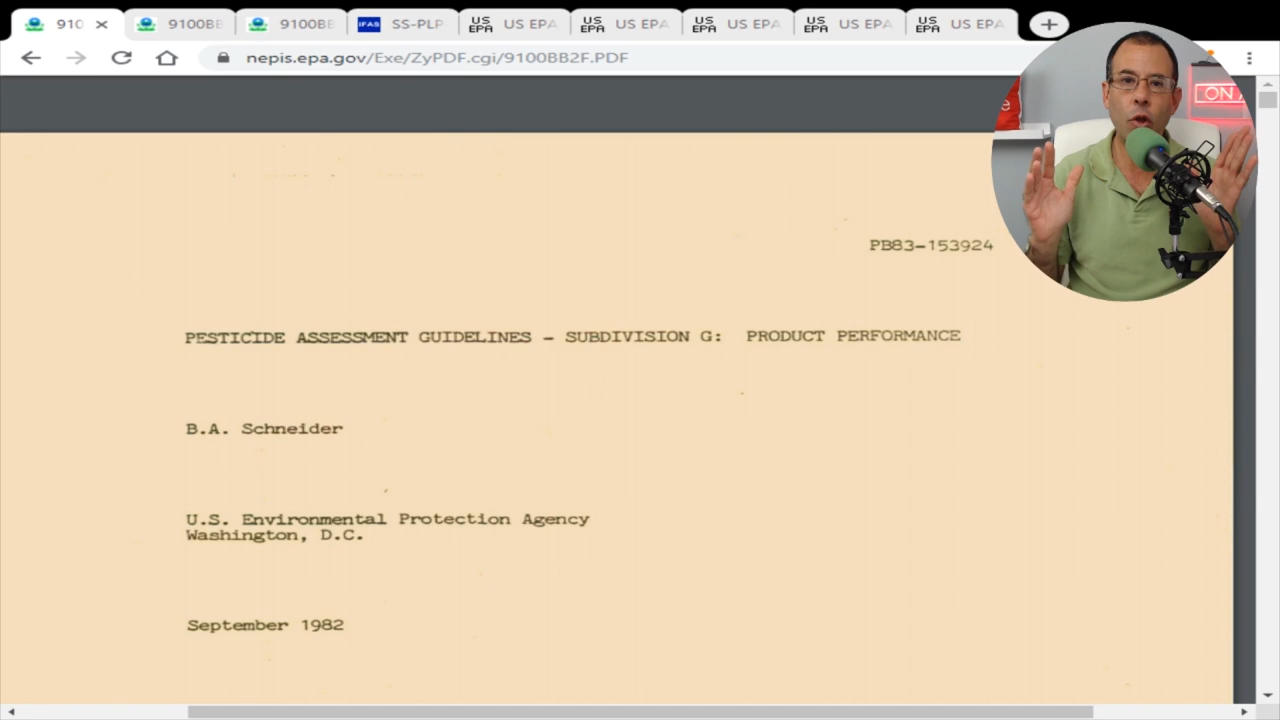 910
9100BB
9100BB
IFAS SS-PLP
US EPA US EPA
US EPA US EPA
US EPA US EPA
US EPA US EPA
US EPA US EPA
nepis.epa.gov/Exe/ZyPDF.cgi/9100BB2F.PDF
ON
e
PB83-153924
PESTICIDE ASSESSMENT GUIDELINES - SUBDIVISION G: PRODUCT PERFORMANCE
B.A. Schneider
U.S. Environmental Protection Agency
Washington, D.C.
September 1982